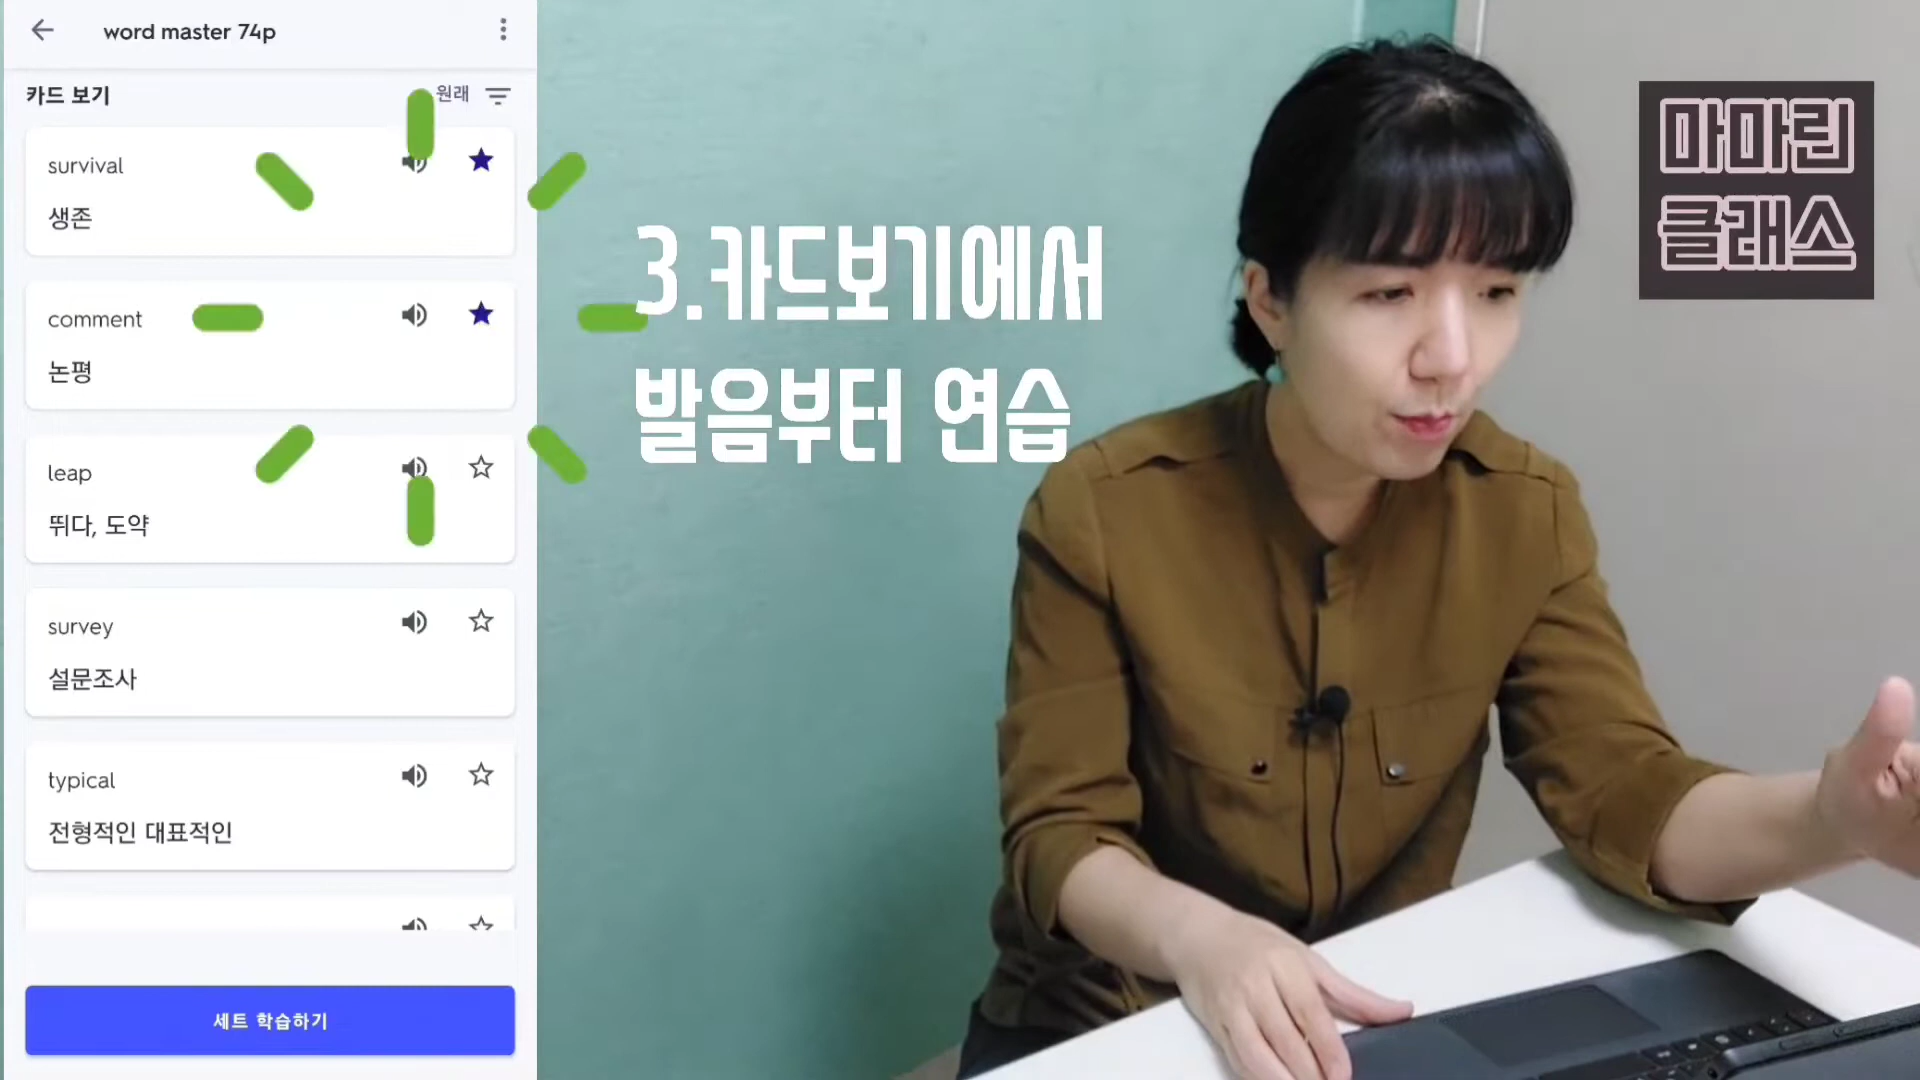 word master 74p
카드 보기
원래
survival
생존
comment
논평
leap
뛰다, 도약
survey
설문조사
typical
전형적인 대표적인
세트 학습하기
3.카드보기에서
발음부터 연습
마마린
클래스